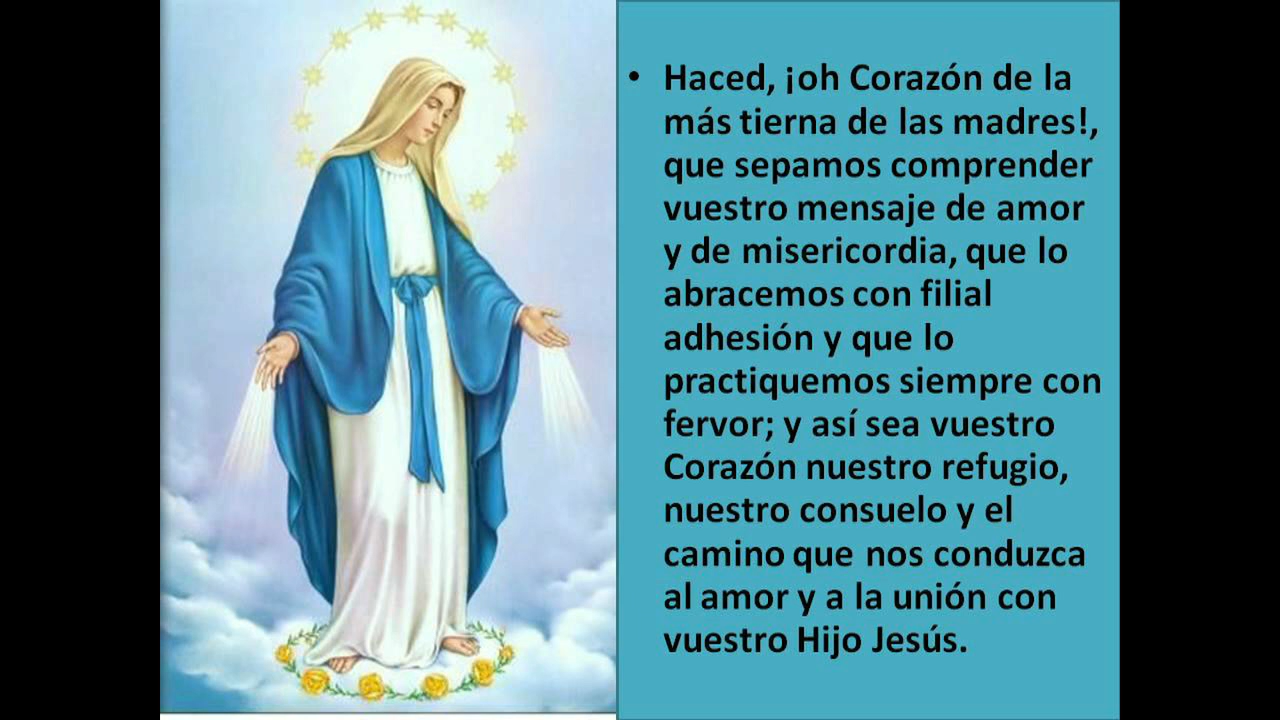 • Haced, ¡oh Corazón de la
más tierna de las madres!,
que sepamos comprender
vuestro mensaje de amor
y de misericordia, que lo
abracemos con filial
adhesión y que lo
practiquemos siempre con
fervor; y así sea vuestro
Corazón nuestro refugio,
nuestro consuelo y el
camino que nos conduzca
al amor y a la unión con
vuestro Hijo Jesús.